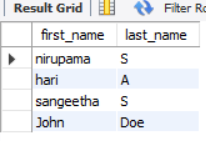 Result Grid Filter Ro
first_name last_name
nirupama S
hari A
sangeetha S
John Doe